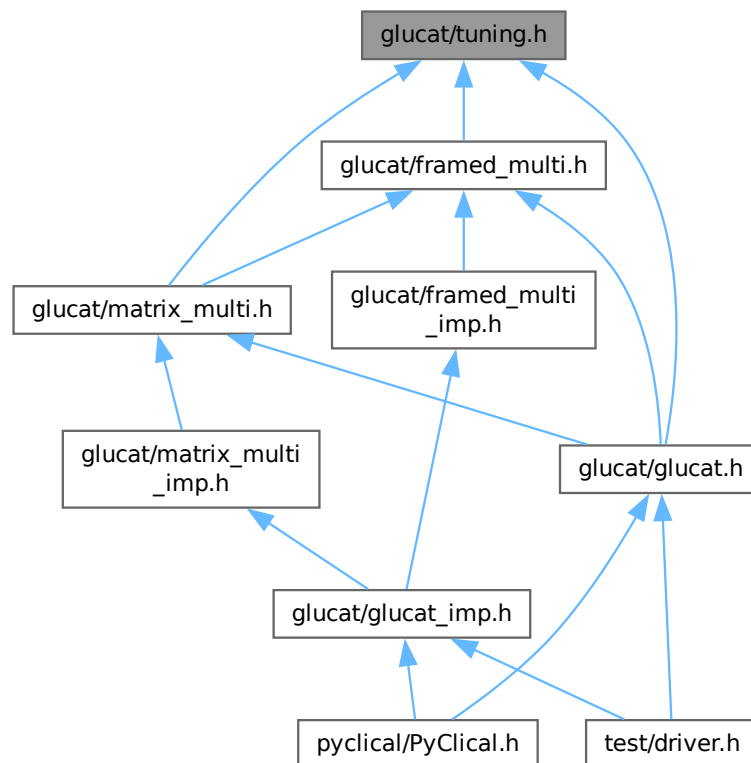 glucat/tuning.h
glucat/framed_multi.h
glucat/matrix_multi.h
glucat/framed_multi
_imp.h
glucat/matrix_multi
_imp.h
glucat/glucat.h
glucat/glucat_imp.h
pyclical/PyClical.h
test/driver.h